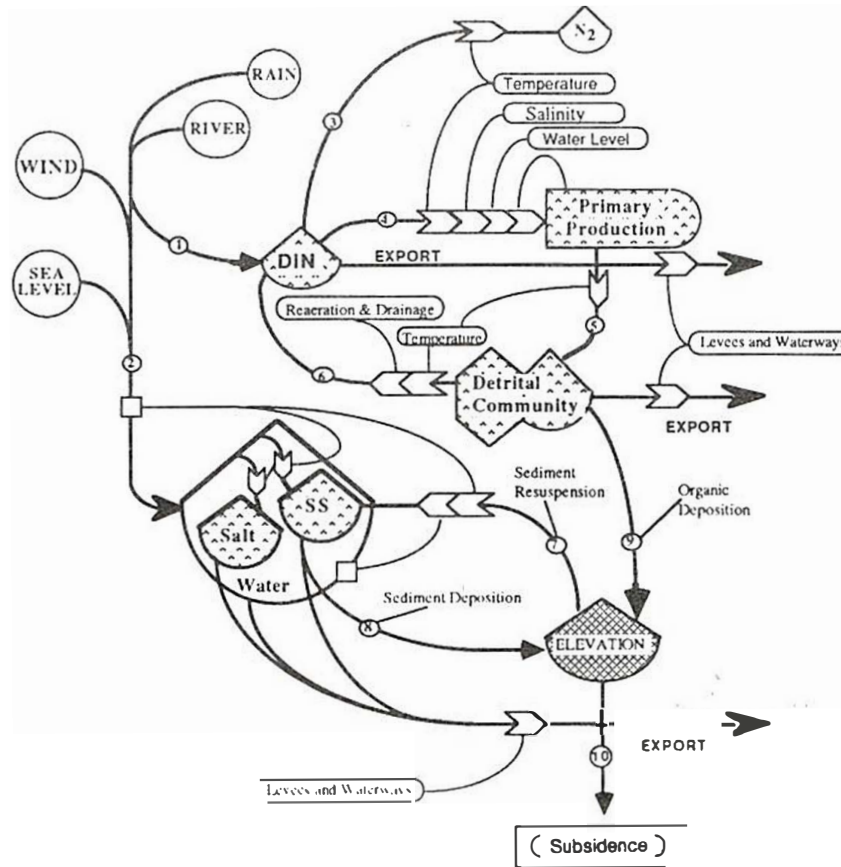 N2
RAIN
Temperature
RIVER
Salinity
3
Water Level
WIND
Primary
Production
4
1
DIN
EXPORT
SEA
LEVEL
Reaeration & Drainage
5
Temperature
Levees and Waterways
2
6
Detrital
Community
EXPORT
Sediment
Resuspension
Organic
Deposition
SS
Salt
7
9
Water
Sediment Deposition
8
ELEVATION
EXPORT
10
Levees and Waterways
( Subsidence )